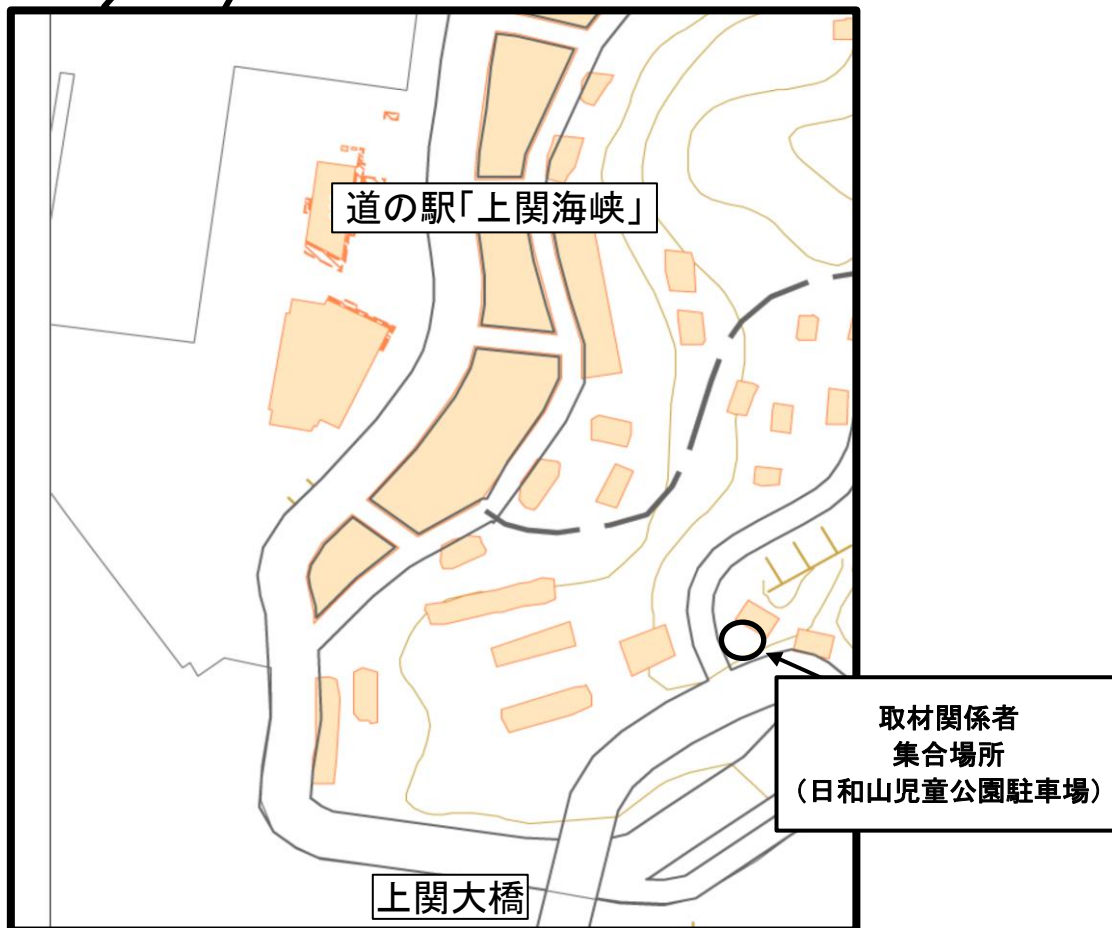 道の駅「上関海峡」
取材関係者
集合場所
（日和山児童公園駐車場）
上関大橋